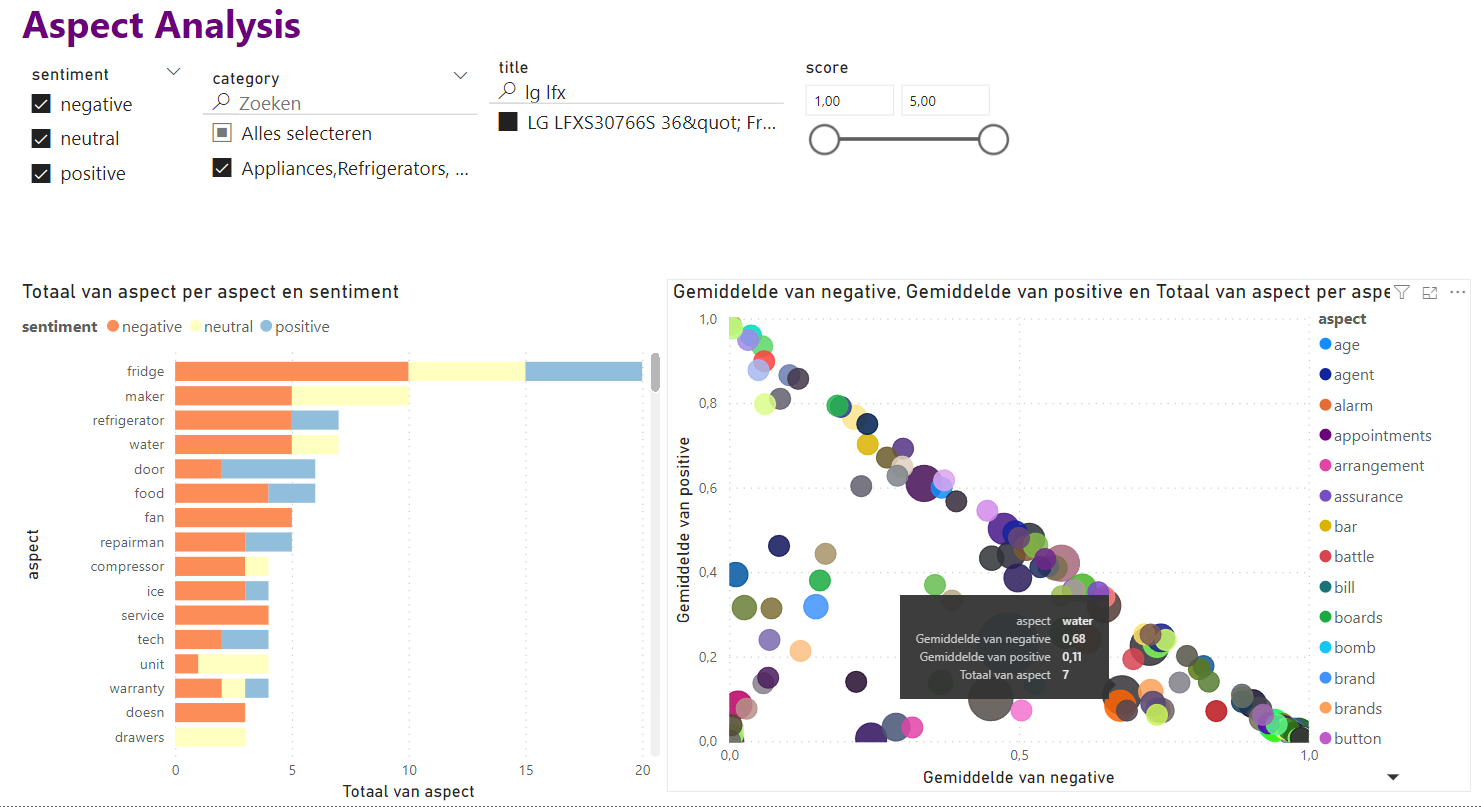 Aspect Analysis
sentiment
negative
neutral
positive
category
Zoeken
Alles selecteren
Appliances,Refrigerators, ...
title
lg lfx
LG LFXS30766S 36&quot; Fr...
score
1,00 5,00
Totaal van aspect per aspect en sentiment
sentiment negative neutral positive
aspect
fridge
maker
refrigerator
water
door
food
fan
repairman
compressor
ice
service
tech
unit
warranty
doesn
drawers
0 5 10 15 20
Totaal van aspect
Gemiddelde van negative, Gemiddelde van positive en Totaal van aspect per aspe
Gemiddelde van positive
1,0
0,8
0,6
0,4
0,2
0,0
0,0 0,5 1,0
Gemiddelde van negative
aspect water
Gemiddelde van negative 0,68
Gemiddelde van positive 0,11
Totaal van aspect 7
aspect
age
agent
alarm
appointments
arrangement
assurance
bar
battle
bill
boards
bomb
brand
brands
button